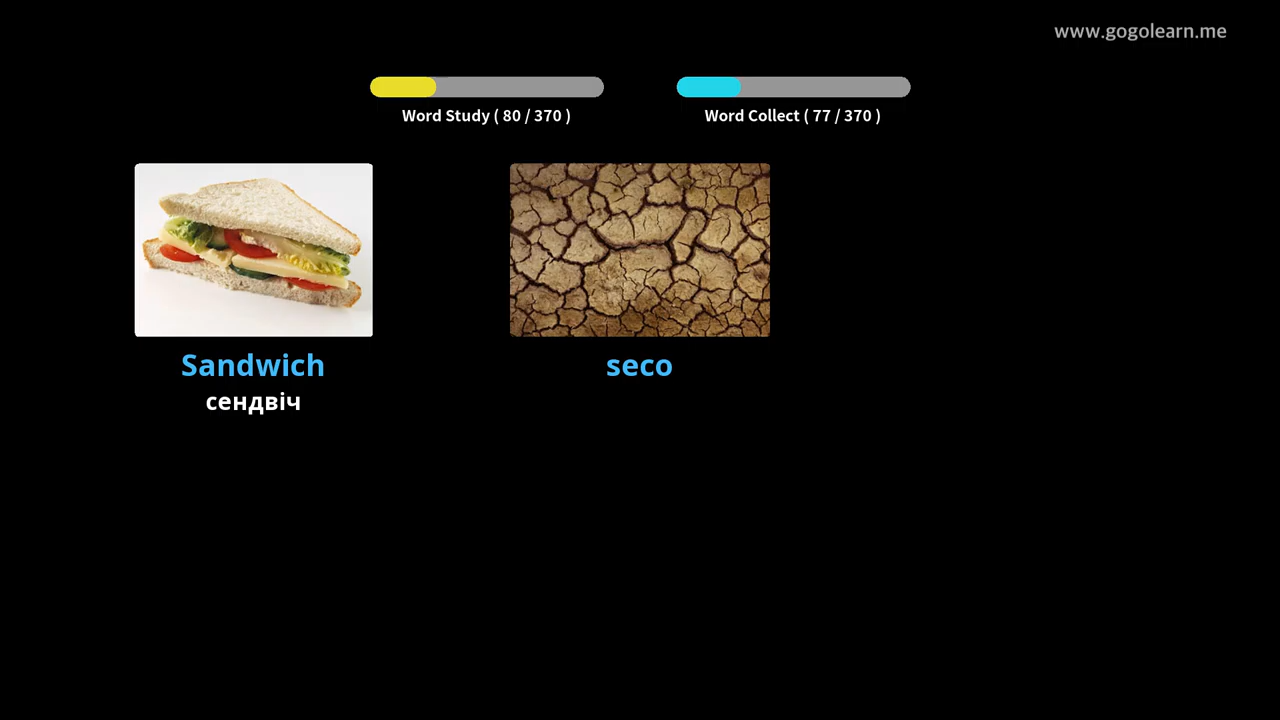 www.gogolearn.me
Word Study ( 80 / 370 )
Word Collect ( 77 / 370 )
Sandwich
сендвіч
seco